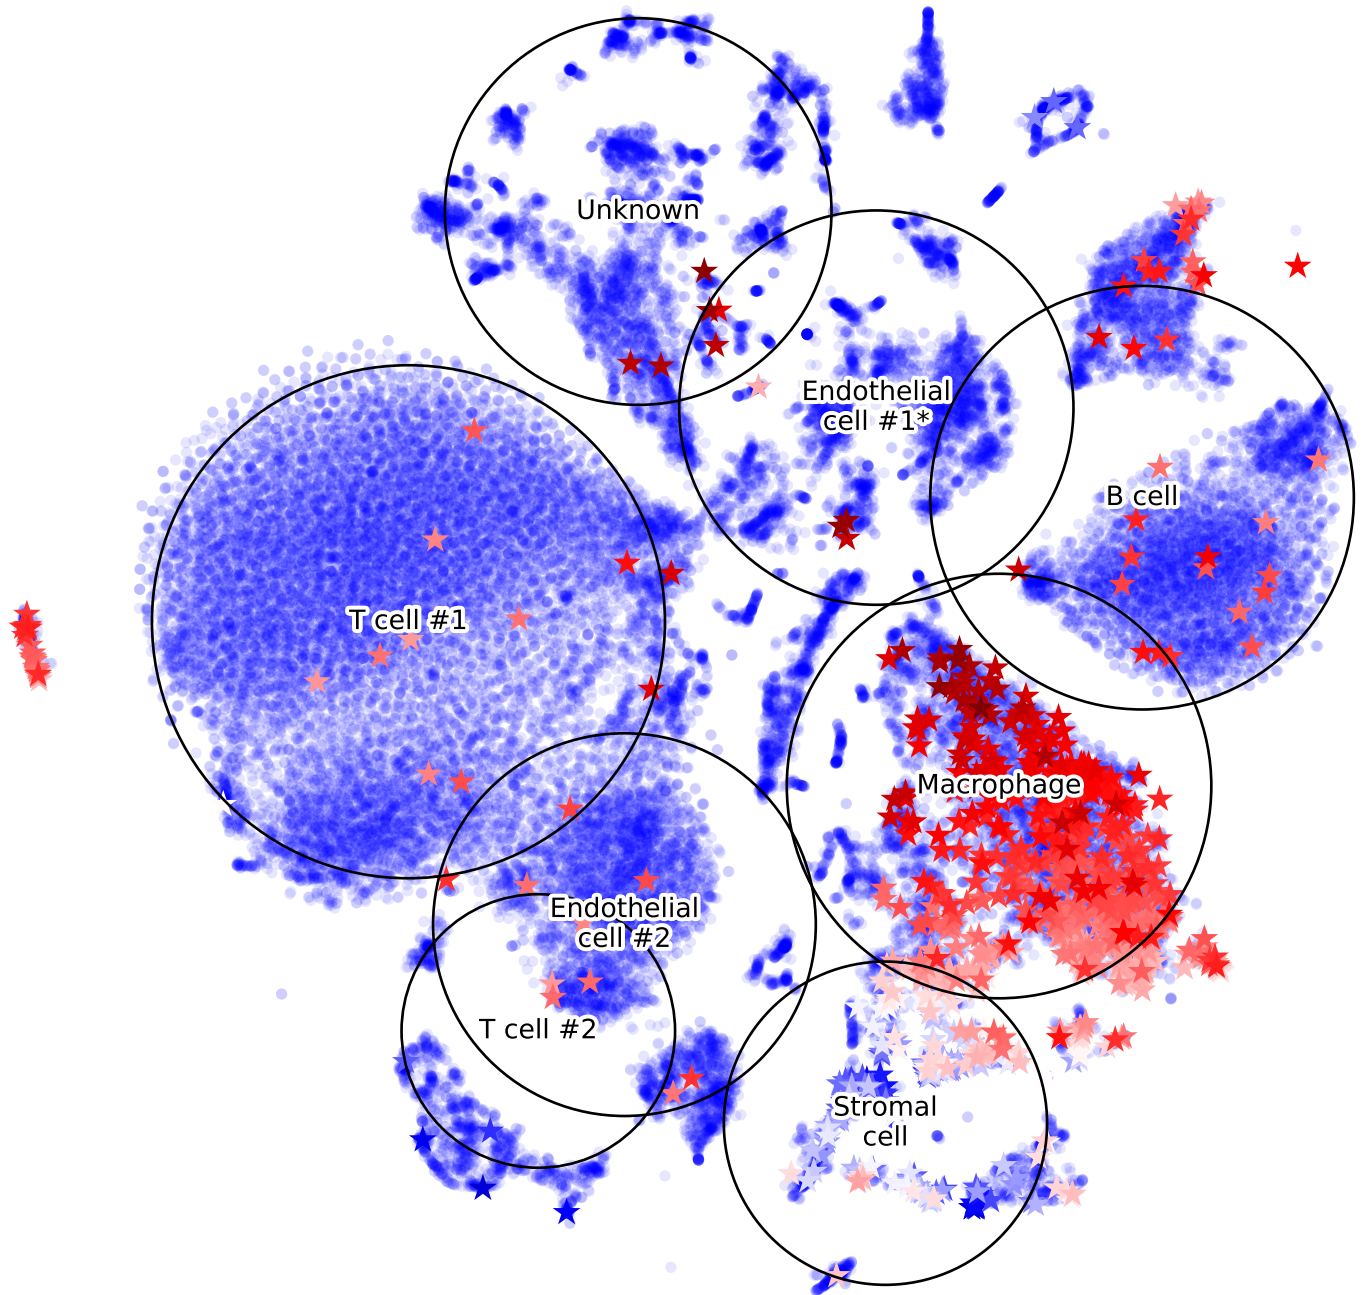 Unknown
Endothelial
cell #1*
B cell
T cell #1
Macrophage
Endothelial
cell #2
T cell #2
Stromal
cell